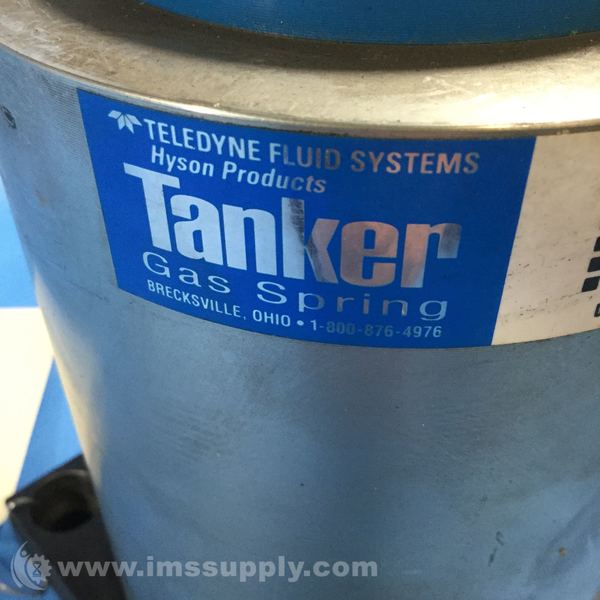 TELEDYNE FLUID SYSTEMS
Hyson Products
Tanker
Gas Spring
BRECKSVILLE, OHIO • 1-800-876-4976
www.imssupply.com